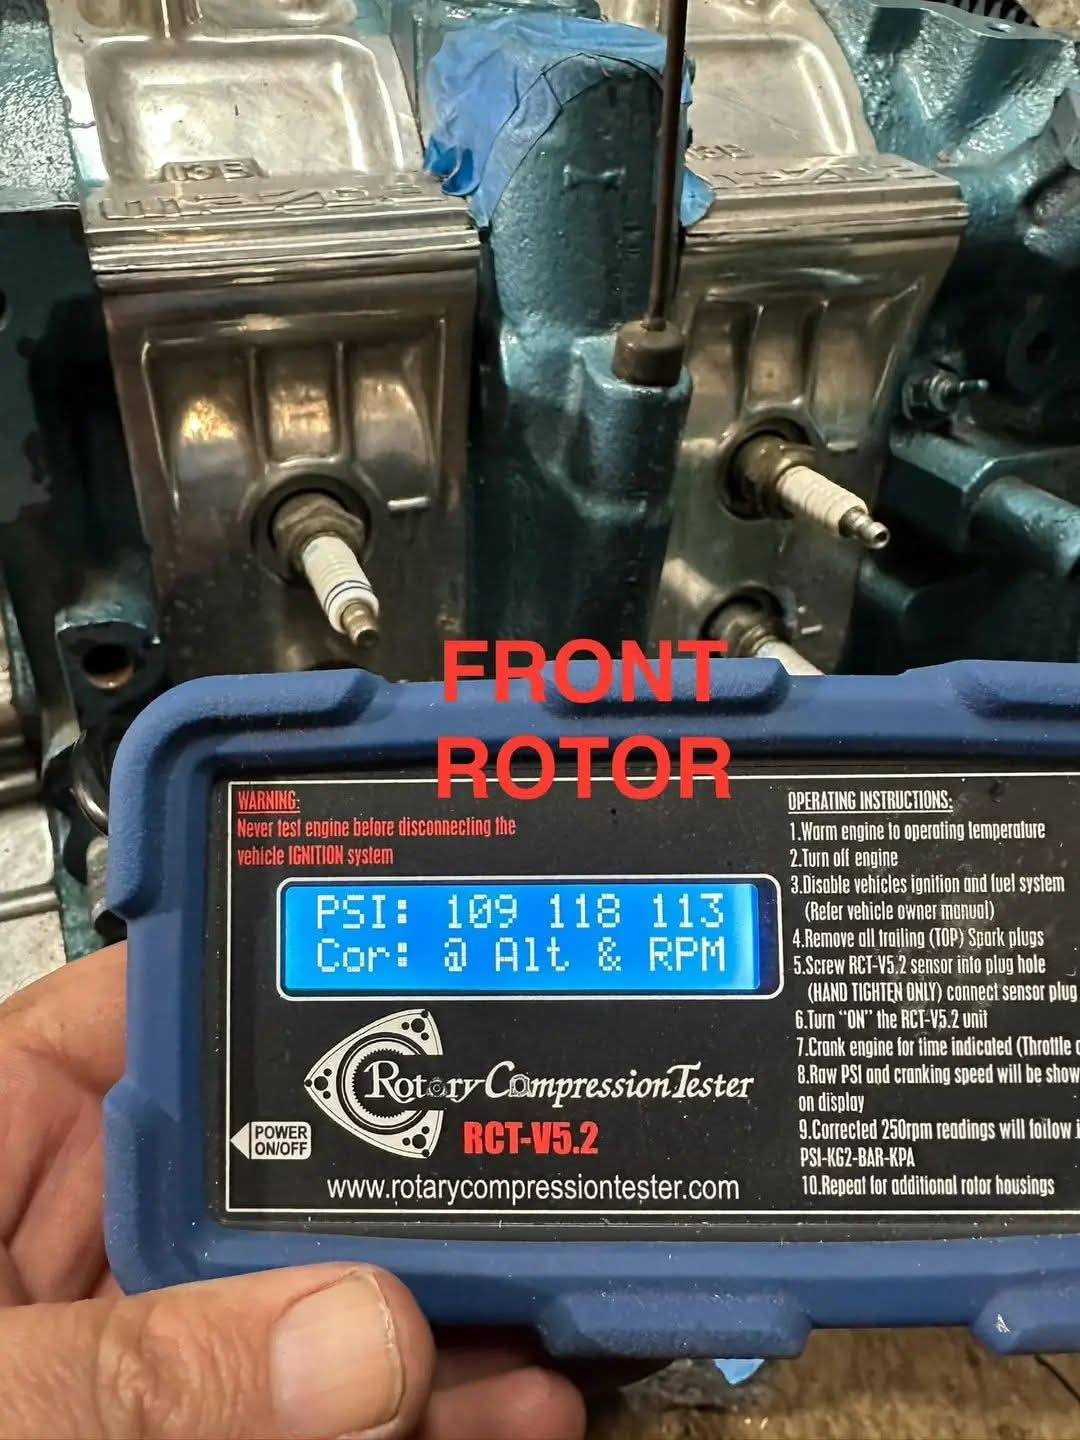 13B
MAZDA
13B
FRONT
ROTOR
WARNING:
Never test engine before disconnecting the
vehicle IGNITION system
PSI: 109 118 113
Cor: @ Alt & RPM
Rotary CompressionTester
RCT-V5.2
POWER
ON/OFF
www.rotarycompressiontester.com
OPERATING INSTRUCTIONS:
1.Warm engine to operating temperature
2.Turn off engine
3.Disable vehicles ignition and fuel system
(Refer vehicle owner manual)
4.Remove all trailing (TOP) Spark plugs
5.Screw RCT-V5.2 sensor into plug hole
(HAND TIGHTEN ONLY) connect sensor plug
6.Turn "ON" the RCT-V5.2 unit
7.Crank engine for time indicated (Throttle
8.Raw PSI and cranking speed will be show
on display
9.Corrected 250rpm readings will follow
PSI-KG2-BAR-KPA
10.Repeat for additional rotor housings